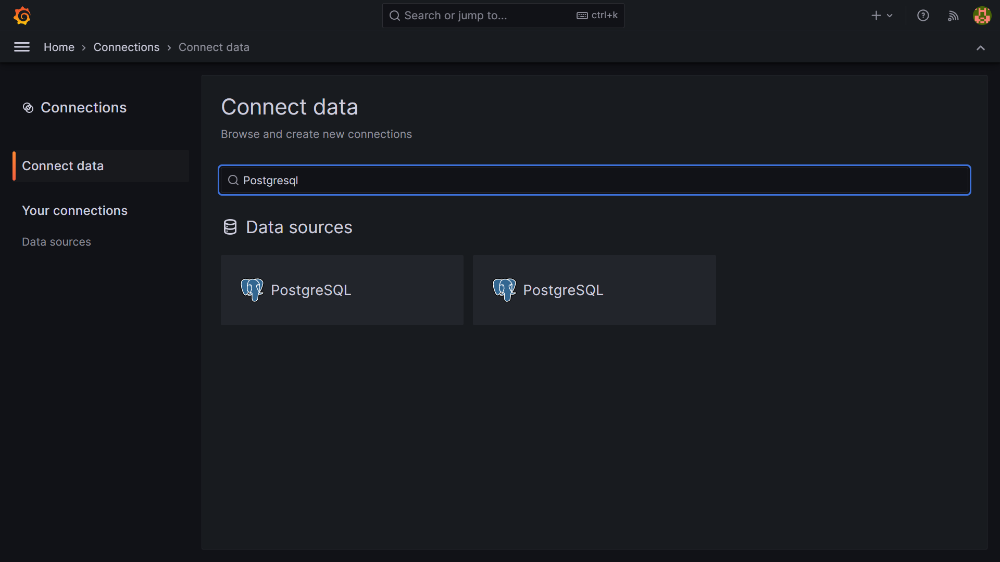 Search or jump to...
ctrl+k
Home
Connections
Connect data
Connections
Connect data
Your connections
Data sources
Connect data
Browse and create new connections
Postgresql
Data sources
PostgreSQL
PostgreSQL